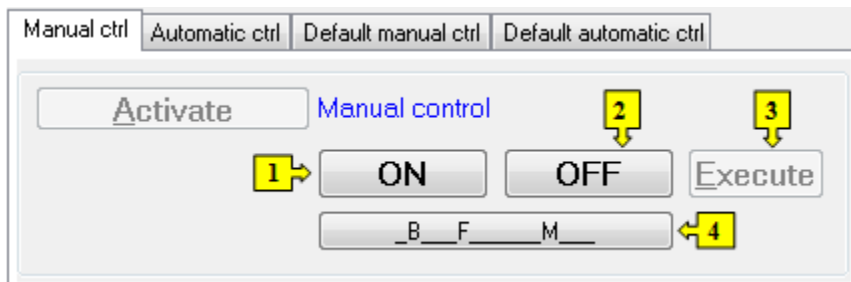 Manual ctrl Automatic ctrl Default manual ctrl Default automatic ctrl
Activate Manual control 2 3
1 ON OFF Execute
_B___F______M___ 4